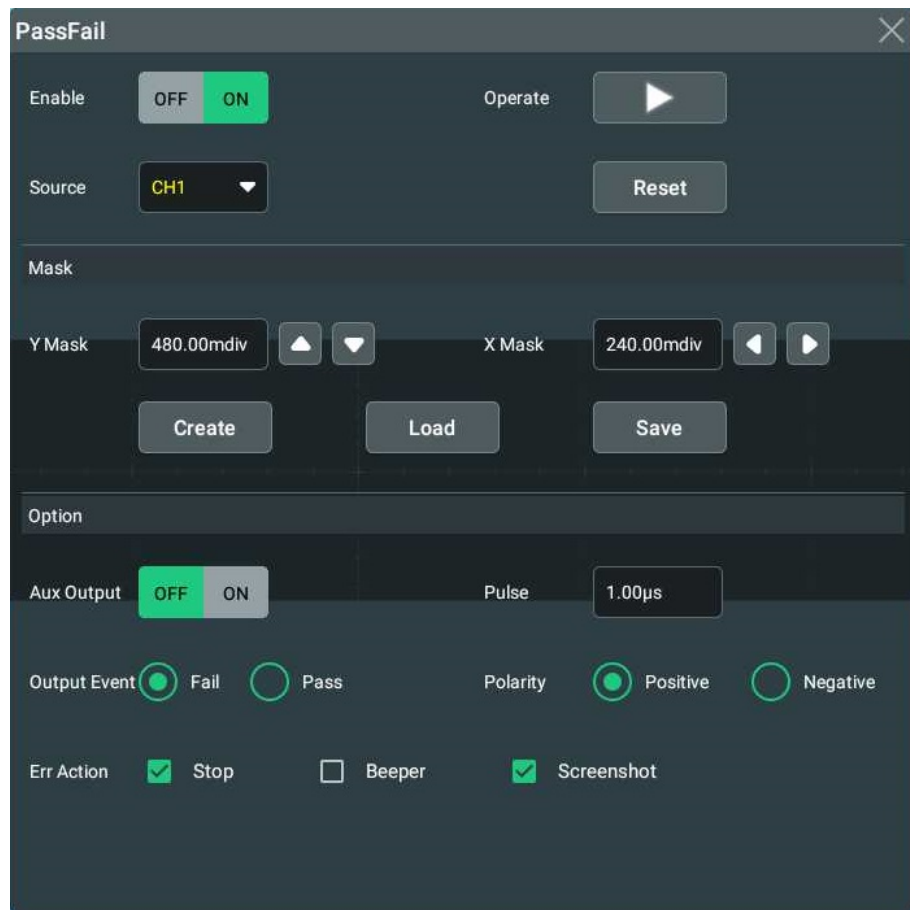 PassFail
Enable OFF ON Operate
Source CH1 Reset
Mask
Y Mask 480.00mdiv X Mask 240.00mdiv
Create Load Save
Option
Aux Output OFF ON Pulse 1.00µs
Output Event Fail Pass Polarity Positive Negative
Err Action Stop Beeper Screenshot